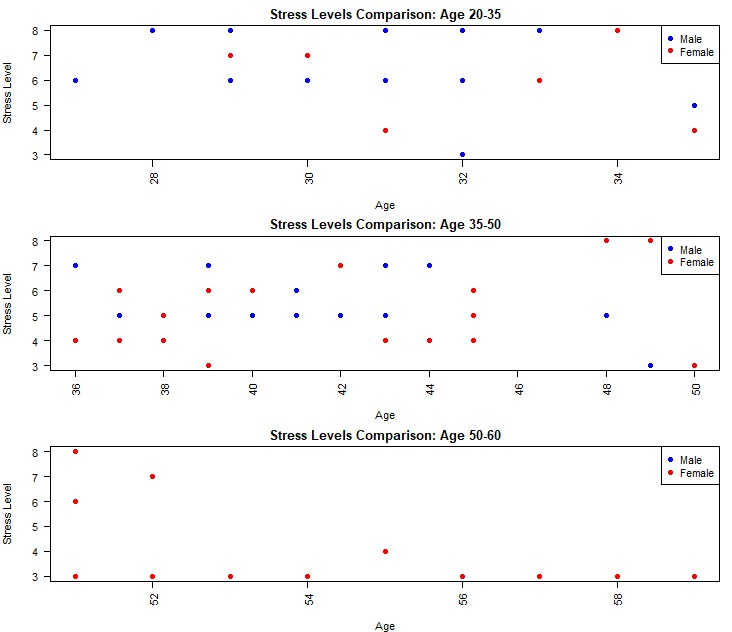 Stress Levels Comparison: Age 20-35
Stress Level
8
7
6
5
4
3
Male
Female
28
30
32
34
Age
Stress Levels Comparison: Age 35-50
Stress Level
8
7
6
5
4
3
Male
Female
36
38
40
42
44
46
48
50
Age
Stress Levels Comparison: Age 50-60
Stress Level
8
7
6
5
4
3
Male
Female
52
54
56
58
Age